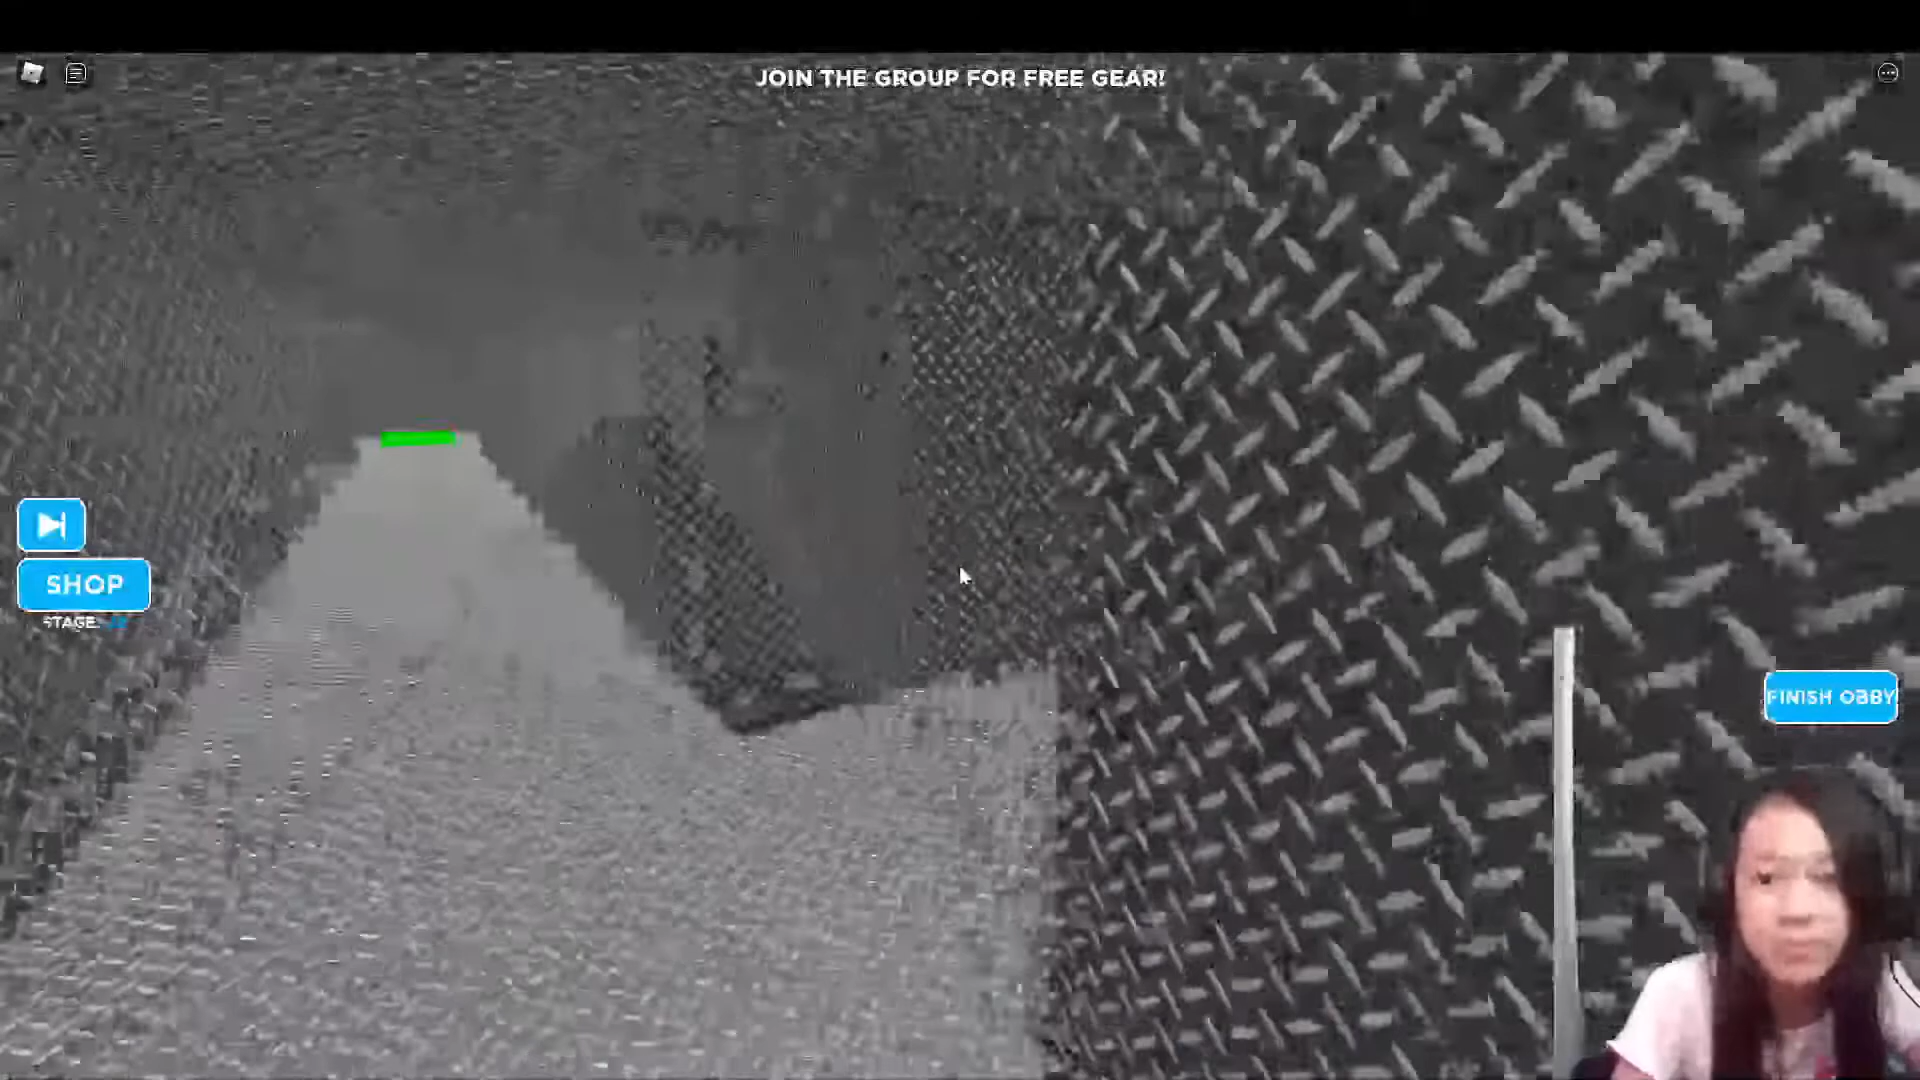 JOIN THE GROUP FOR FREE GEAR!
SHOP
STAGE:
FINISH OBBY